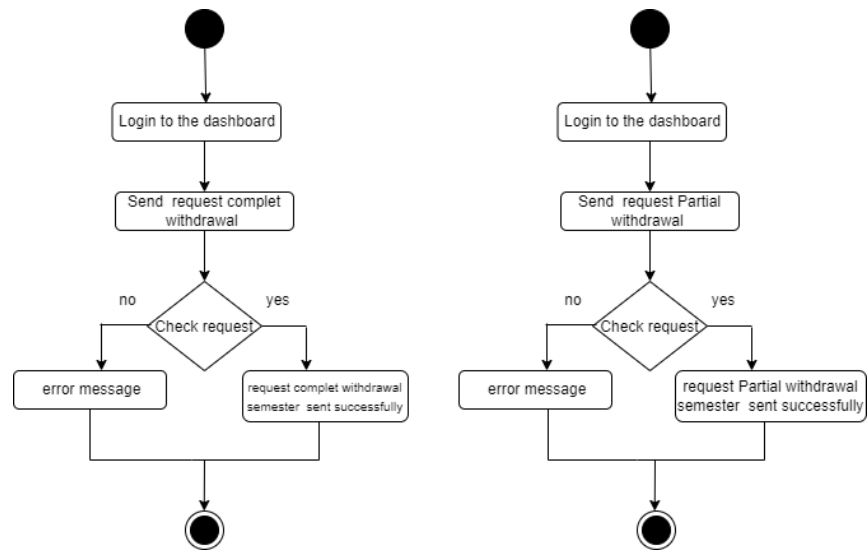 Login to the dashboard
Send  request complet
withdrawal
no
yes
Check request
error message
request complet withdrawal
semester  sent successfully
Login to the dashboard
Send  request Partial
withdrawal
no
yes
Check request
error message
request Partial withdrawal
semester  sent successfully